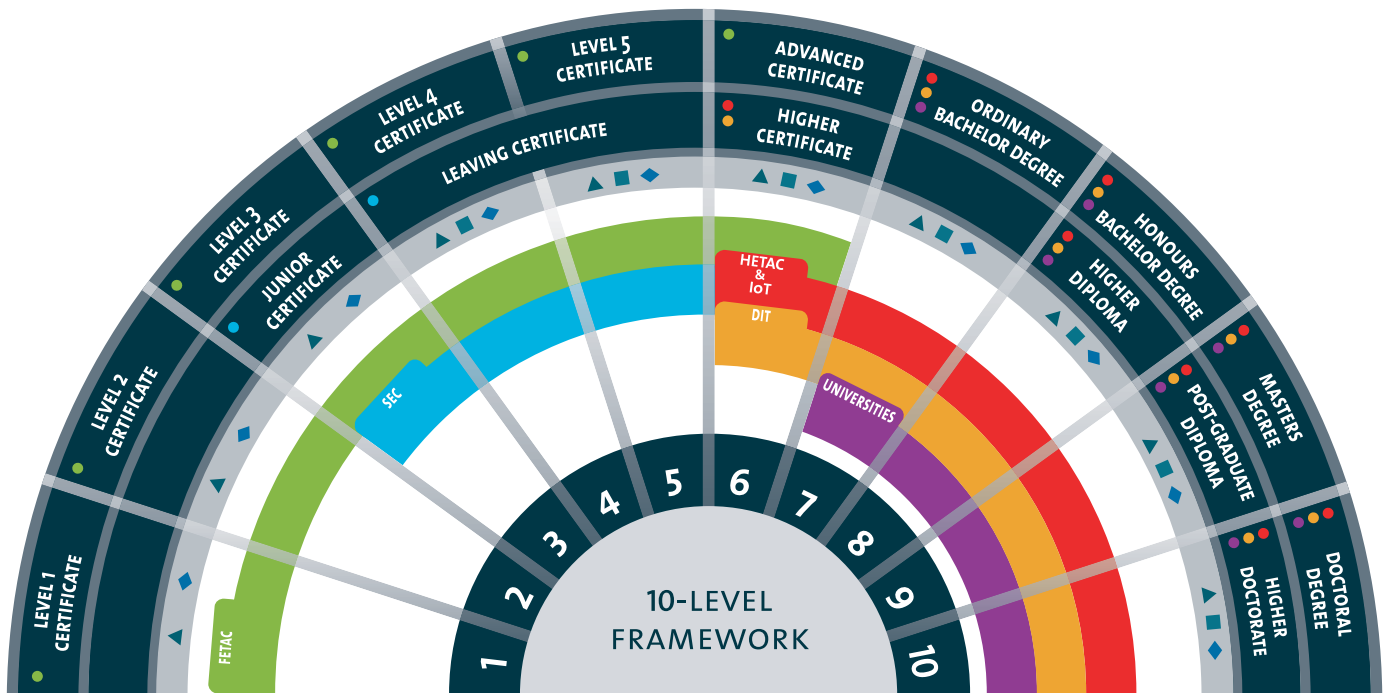 LEVEL 1
CERTIFICATE
LEVEL 2
CERTIFICATE
LEVEL 3
CERTIFICATE
LEVEL 4
CERTIFICATE
LEVEL 5
CERTIFICATE
ADVANCED
CERTIFICATE
ORDINARY
BACHELOR DEGREE
HONOURS
BACHELOR DEGREE
MASTERS
DEGREE
DOCTORAL
DEGREE
JUNIOR
CERTIFICATE
LEAVING CERTIFICATE
HIGHER
CERTIFICATE
HIGHER
DIPLOMA
POST-GRADUATE
DIPLOMA
HIGHER
DOCTORATE
FETAC
SEC
HETAC
&
IoT
DIT
UNIVERSITIES
1
2
3
4
5
6
7
8
9
10
10-LEVEL
FRAMEWORK